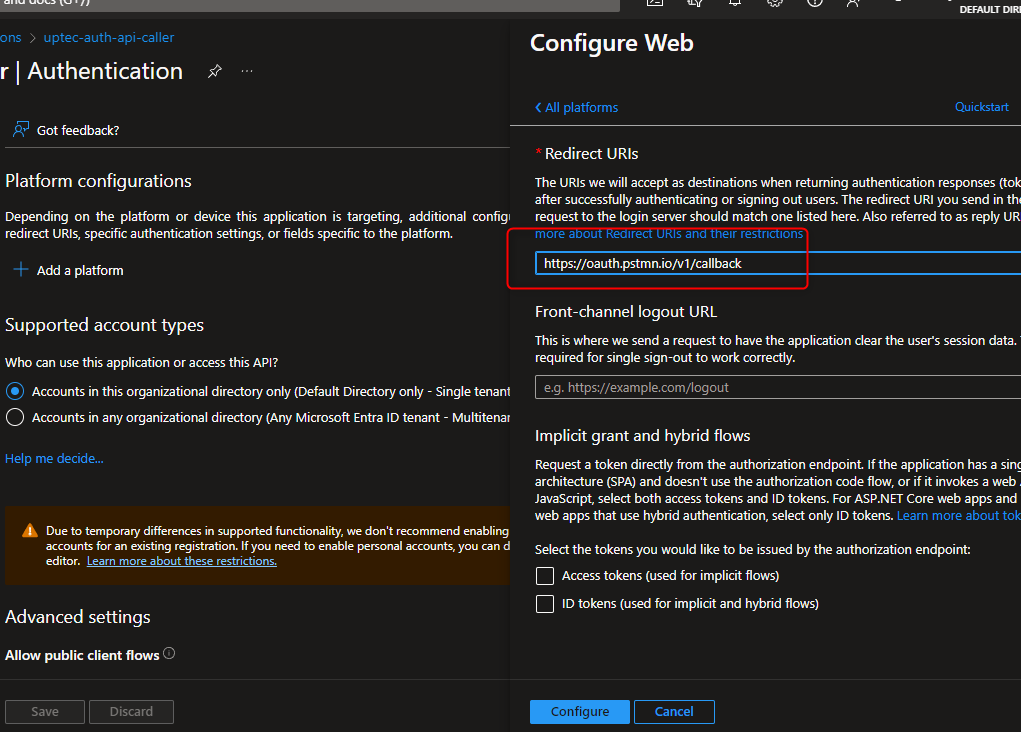 and docs (G+/)
DEFAULT DIRE
ons > uptec-auth-api-caller
r | Authentication
Got feedback?
Platform configurations
Depending on the platform or device this application is targeting, additional config
redirect URIs, specific authentication settings, or fields specific to the platform.
Add a platform
Supported account types
Who can use this application or access this API?
Accounts in this organizational directory only (Default Directory only - Single tenant
Accounts in any organizational directory (Any Microsoft Entra ID tenant - Multitenan
Help me decide...
Due to temporary differences in supported functionality, we don't recommend enabling
accounts for an existing registration. If you need to enable personal accounts, you can d
editor. Learn more about these restrictions.
Advanced settings
Allow public client flows
Save
Discard
Configure Web
All platforms
Quickstart
* Redirect URIs
The URIs we will accept as destinations when returning authentication responses (tok
after successfully authenticating or signing out users. The redirect URI you send in the
request to the login server should match one listed here. Also referred to as reply UR
more about Redirect URIs and their restrictions
https://oauth.pstmn.io/v1/callback
Front-channel logout URL
This is where we send a request to have the application clear the user's session data.
required for single sign-out to work correctly.
e.g. https://example.com/logout
Implicit grant and hybrid flows
Request a token directly from the authorization endpoint. If the application has a sing
architecture (SPA) and doesn't use the authorization code flow, or if it invokes a web
JavaScript, select both access tokens and ID tokens. For ASP.NET Core web apps and
web apps that use hybrid authentication, select only ID tokens. Learn more about tok
Select the tokens you would like to be issued by the authorization endpoint:
Access tokens (used for implicit flows)
ID tokens (used for implicit and hybrid flows)
Configure
Cancel